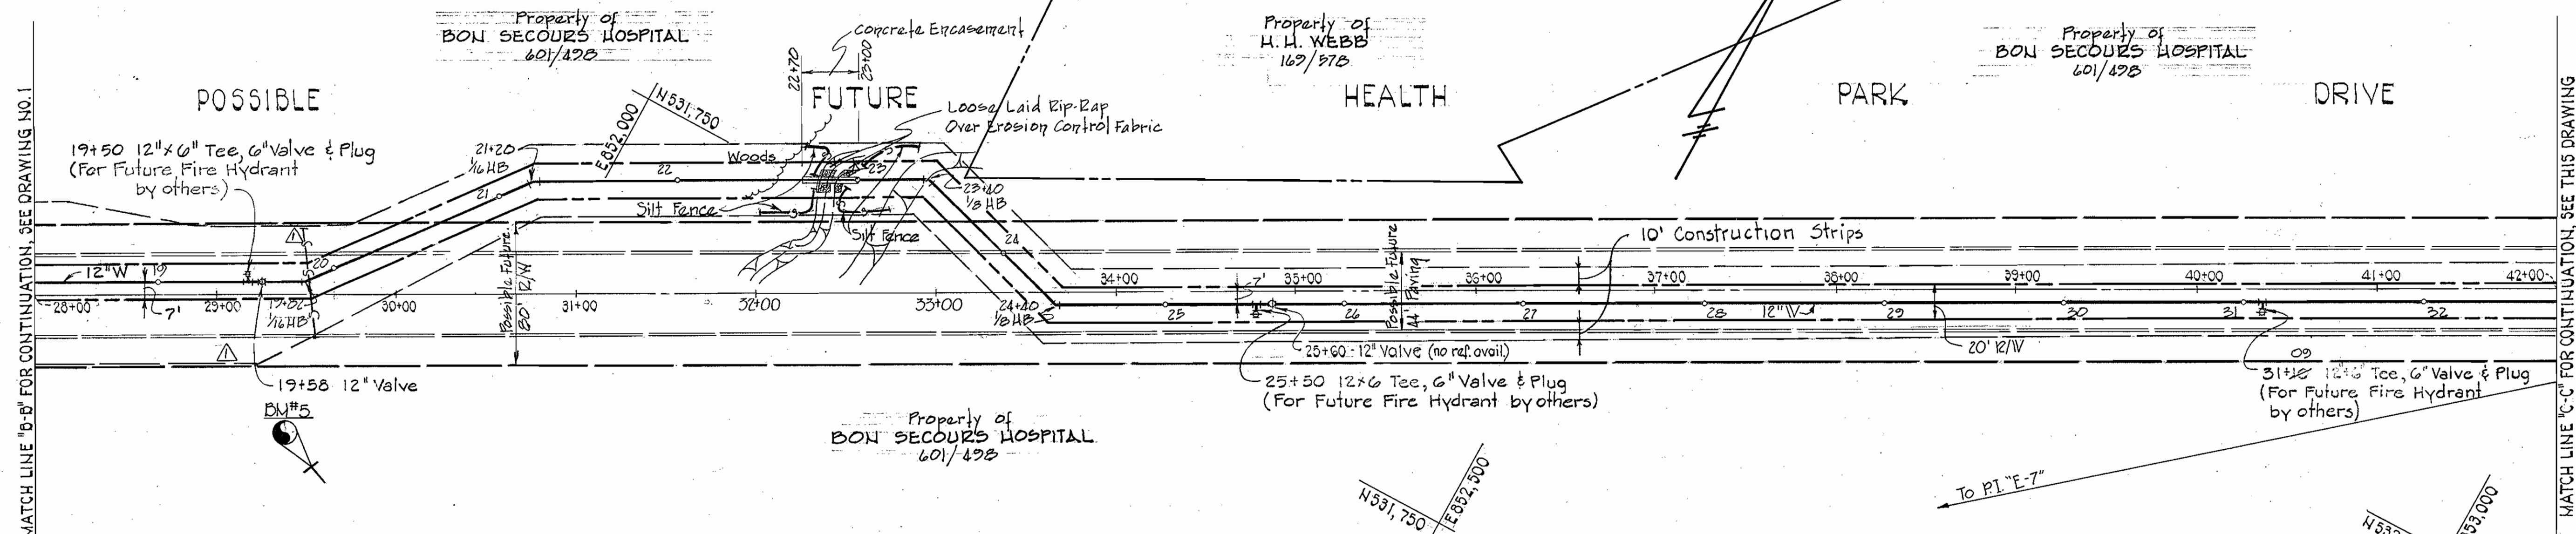 MATCH LINE "B-B" FOR CONTINUATION, SEE DRAWING NO. 1
Property of
BON SECOURS HOSPITAL
601/498
POSSIBLE
19+50 12"x6" Tee, 6" Valve & Plug
(For Future Fire Hydrant
by others)
21+20
1/16 HB
E852,000
N531,750
22+70
23+00
Concrete Encasement
FUTURE
Loose Laid Rip-Rap
Over Erosion Control Fabric
Woods
21
22
23
Silt Fence
Silt Fence
23+40
1/8 HB
24
Property of
H. H. WEBB
169/578
HEALTH
PARK
Property of
BON SECOURS HOSPITAL
601/498
DRIVE
1
12"W
19
20
7'
28+00
29+00
19+82
1/16 HB
30+00
31+00
32+00
33+00
34+00
35+00
36+00
37+00
38+00
39+00
40+00
41+00
42+00
Possible Future
80' R/W
24+40
1/8 HB
7'
Possible Future
44' Paving
10' Construction Strips
25
26
27
28
12"W
29
30
31
32
20' R/W
1
19+58 12" Valve
BM#5
25+60 - 12" Valve (no ref. avail.)
25+50 12x6 Tee, 6" Valve & Plug
(For Future Fire Hydrant by others)
09
31+10 12x6" Tee, 6" Valve & Plug
(For Future Fire Hydrant
by others)
Property of
BON SECOURS HOSPITAL
601/498
N531,750
E852,500
To P.I. "E-7"
MATCH LINE "C-C" FOR CONTINUATION, SEE THIS DRAWING